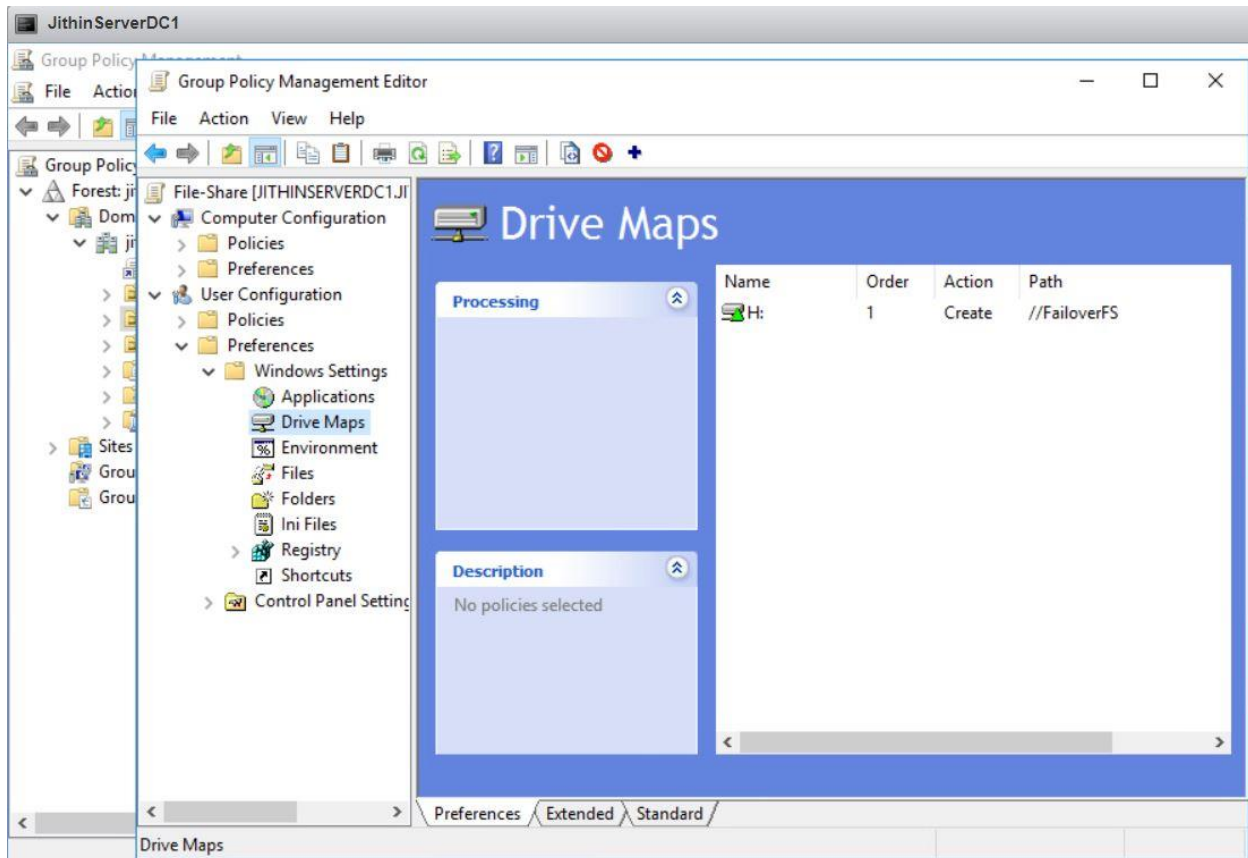 JithinServerDC1
Group Policy Management
File Action
Group Policy
Forest: ji
Dom
ji
Sites
Grou
Grou
Group Policy Management Editor
File Action View Help
File-Share [JITHINSERVERDC1.JI
Computer Configuration
Policies
Preferences
User Configuration
Policies
Preferences
Windows Settings
Applications
Drive Maps
Environment
Files
Folders
Ini Files
Registry
Shortcuts
Control Panel Setting
Drive Maps
Processing
Description
No policies selected
Name Order Action Path
H: 1 Create //FailoverFS
Preferences Extended Standard
Drive Maps